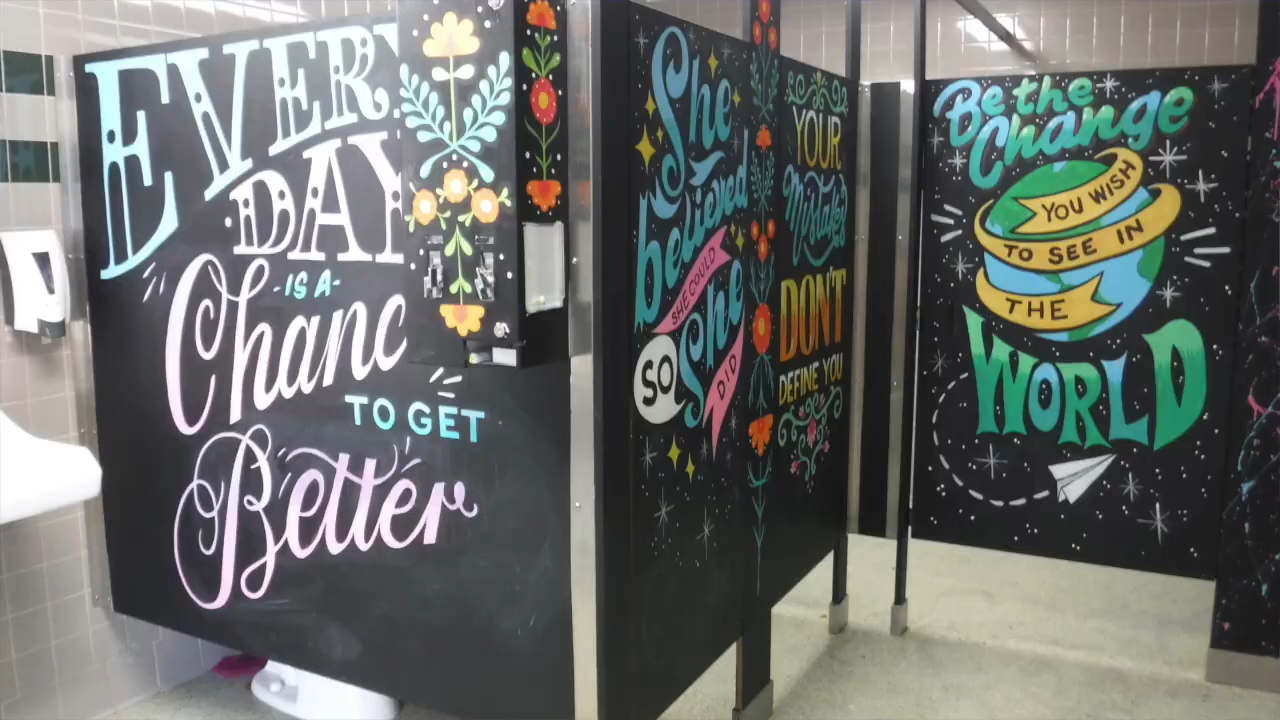 EVERY
DAY
-IS A-
Chanc
TO GET
Better
She
believed
SHE COULD
SO She
DID
YOUR
Mistakes
DON'T
DEFINE YOU
Be the
Change
YOU WISH
TO SEE IN
THE
WORLD